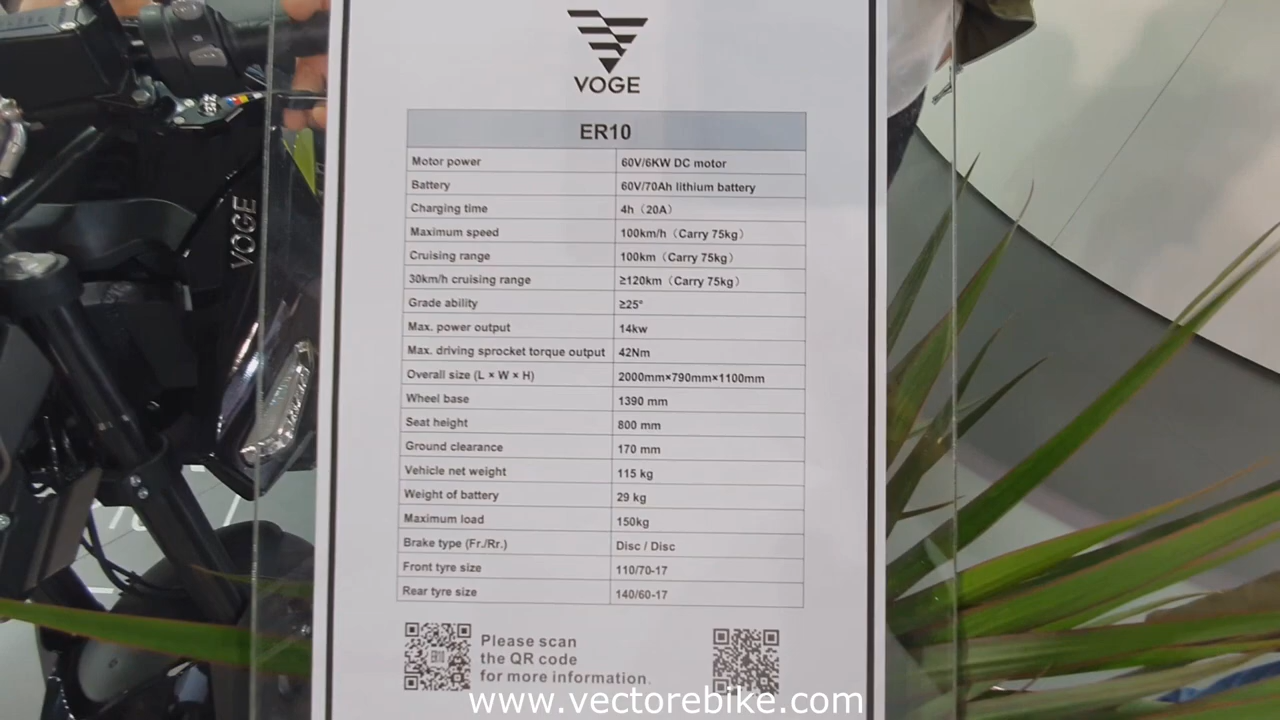 VOGE
VOGE
ER10
Motor power 60V/6KW DC motor
Battery 60V/70Ah lithium battery
Charging time 4h（20A）
Maximum speed 100km/h（Carry 75kg）
Cruising range 100km（Carry 75kg）
30km/h cruising range ≥120km（Carry 75kg）
Grade ability ≥25°
Max. power output 14kw
Max. driving sprocket torque output 42Nm
Overall size (L × W × H) 2000mm×790mm×1100mm
Wheel base 1390 mm
Seat height 800 mm
Ground clearance 170 mm
Vehicle net weight 115 kg
Weight of battery 29 kg
Maximum load 150kg
Brake type (Fr./Rr.) Disc / Disc
Front tyre size 110/70-17
Rear tyre size 140/60-17
ER10
Please scan
the QR code
for more information.
www.vectorebike.com